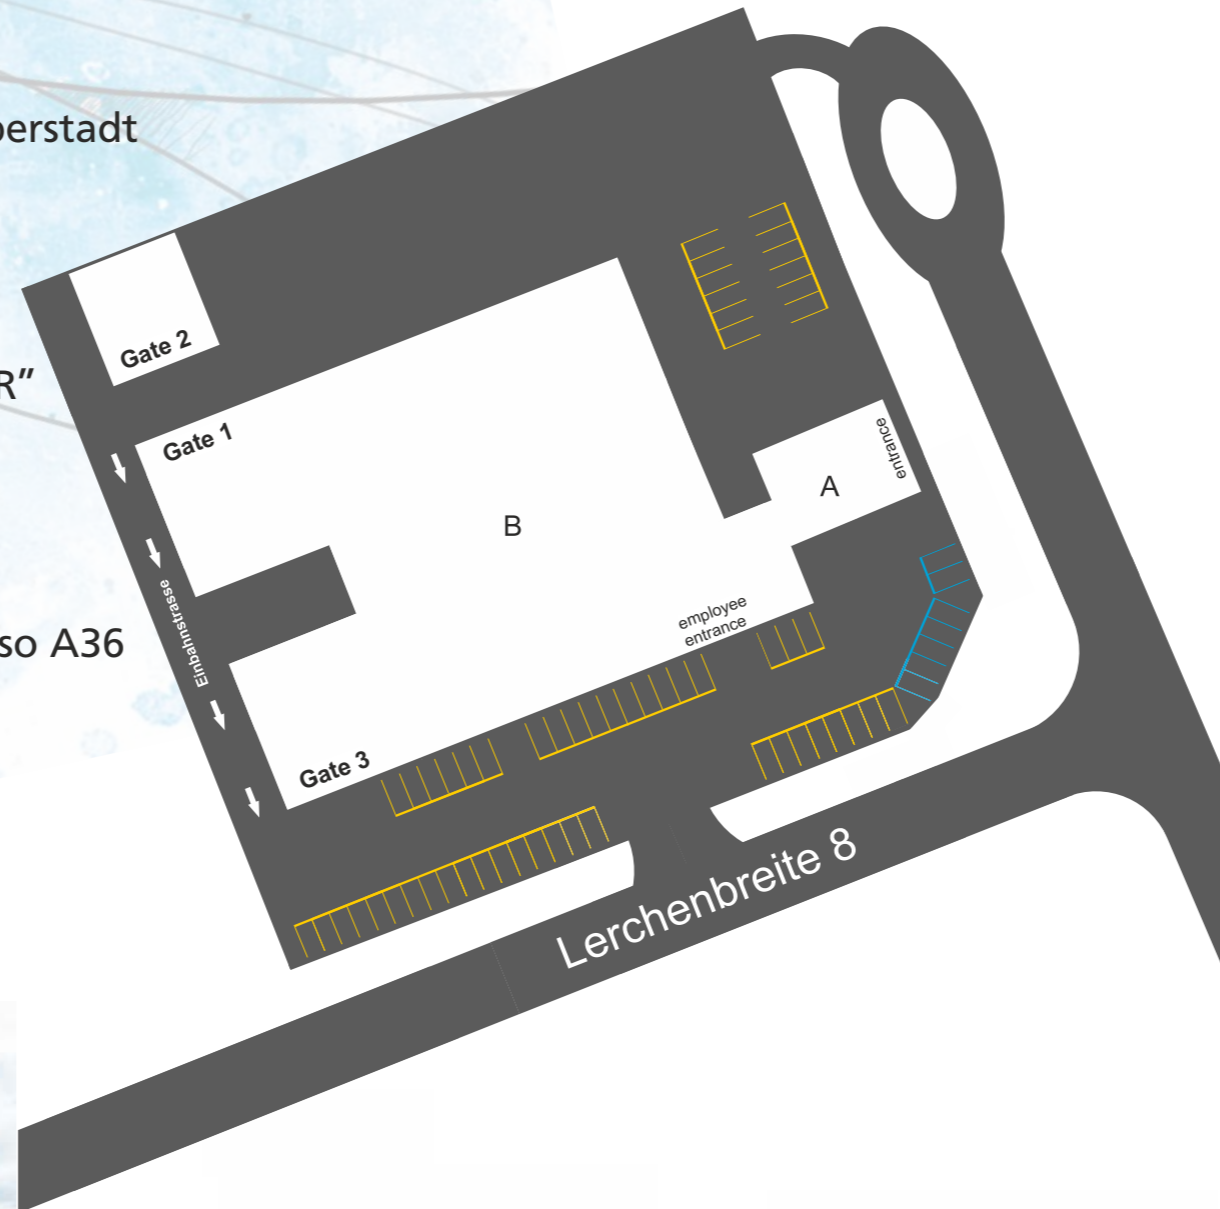 perstadt
Gate 2
R”
Gate 1
entrance
A
B
Einbahnstrasse
employee
entrance
so A36
Gate 3
Lerchenbreite 8